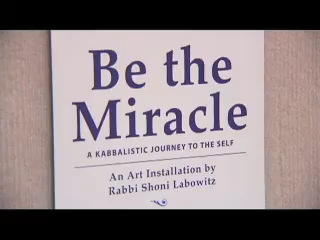 Be the
Miracle
A KABBALISTIC JOURNEY TO THE SELF
An Art Installation by
Rabbi Shoni Labowitz